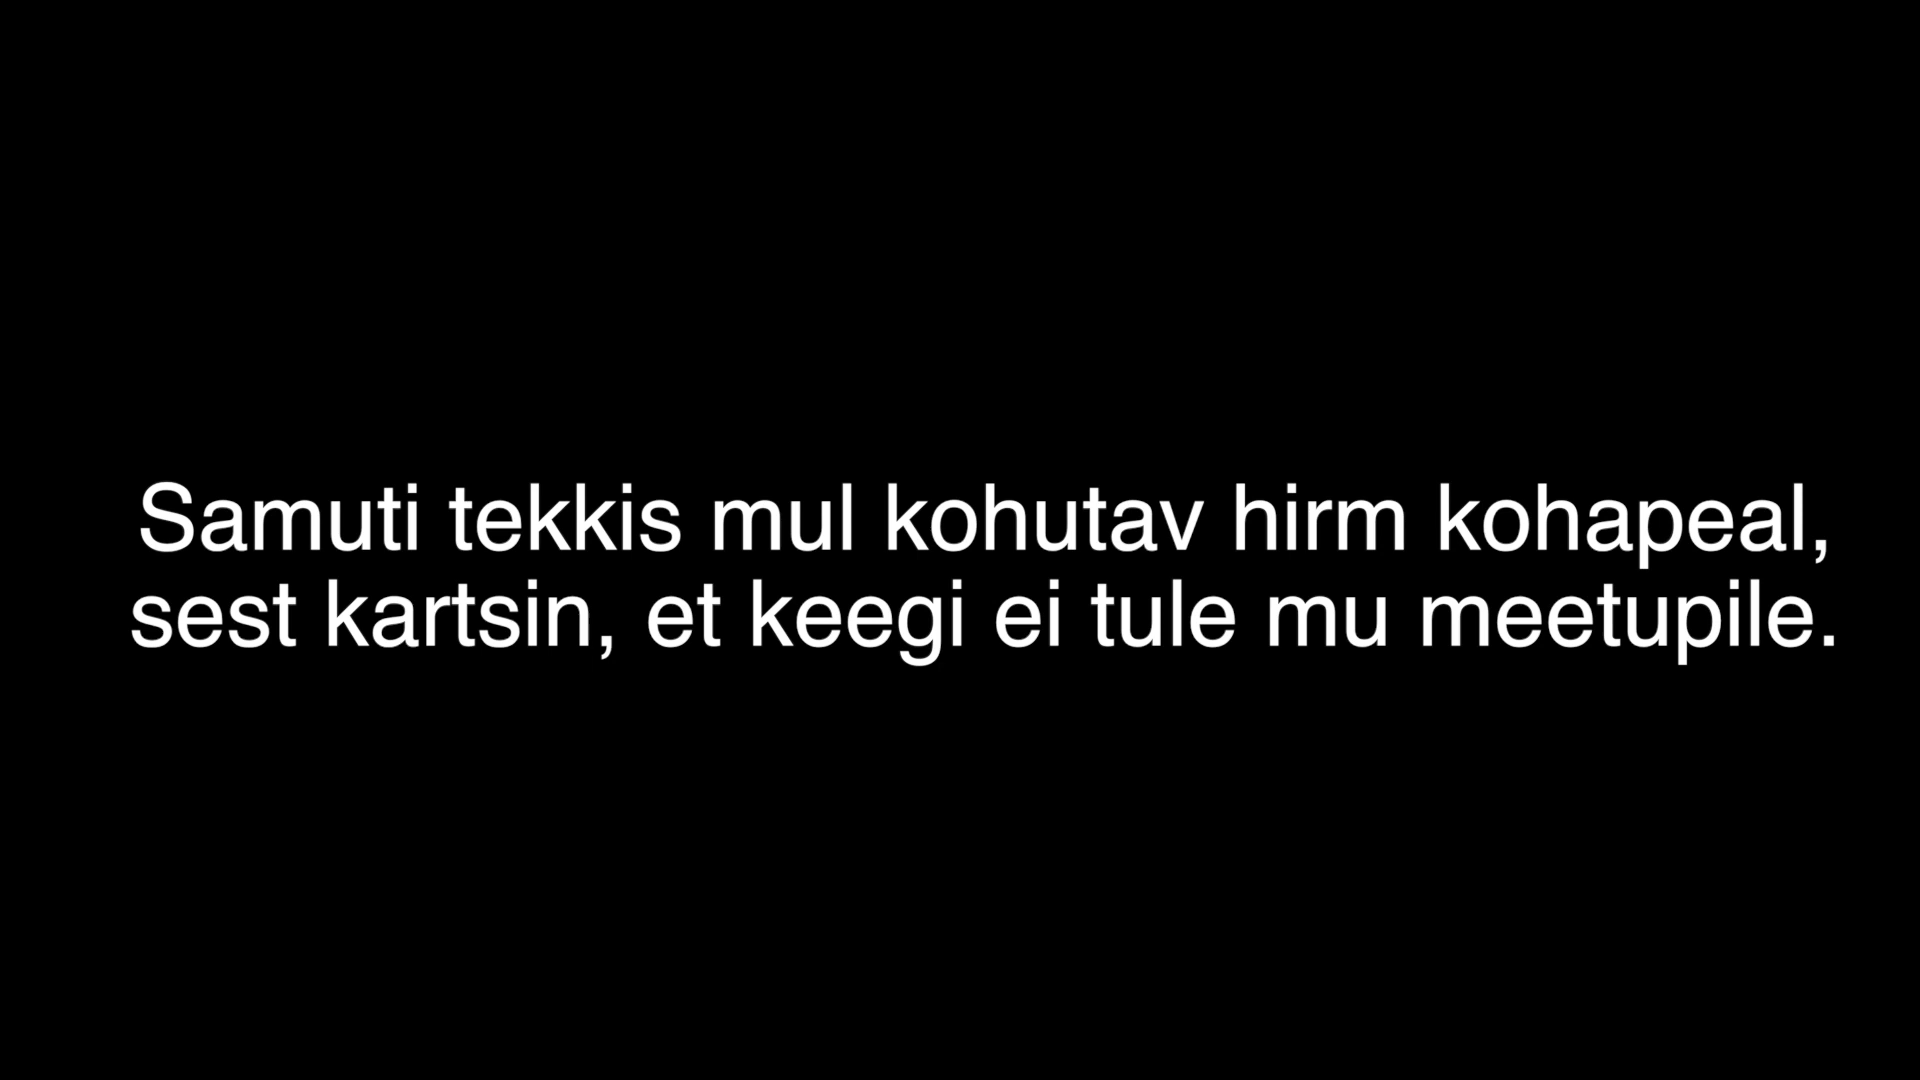 Samuti tekkis mul kohutav hirm kohapeal,
sest kartsin, et keegi ei tule mu meetupile.